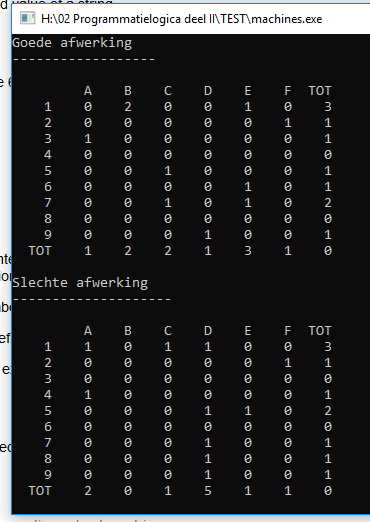 d value of a string
H:\02 Programmatielogica deel II\TEST\machines.exe
Goede afwerking
------------------
A B C D E F TOT
1 0 2 0 0 1 0 3
2 0 0 0 0 0 1 1
3 1 0 0 0 0 0 1
4 0 0 0 0 0 0 0
5 0 0 1 0 0 0 1
6 0 0 0 0 1 0 1
7 0 0 1 0 1 0 2
8 0 0 0 0 0 0 0
9 0 0 0 1 0 0 1
TOT 1 2 2 1 3 1 0
Slechte afwerking
--------------------
A B C D E F TOT
1 1 0 1 1 0 0 3
2 0 0 0 0 0 1 1
3 0 0 0 0 0 0 0
4 1 0 0 0 0 0 1
5 0 0 0 1 1 0 2
6 0 0 0 0 0 0 0
7 0 0 0 1 0 0 1
8 0 0 0 1 0 0 1
9 0 0 0 1 0 0 1
TOT 2 0 1 5 1 1 0